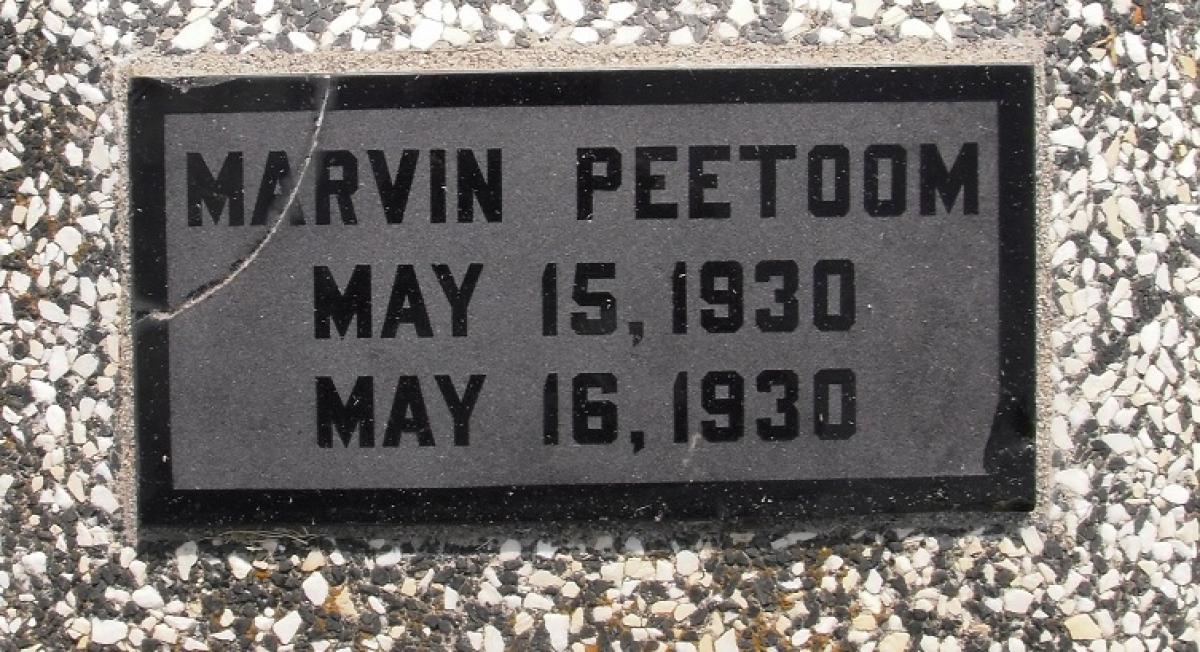 MARVIN PEETOOM
MAY 15, 1930
MAY 16, 1930